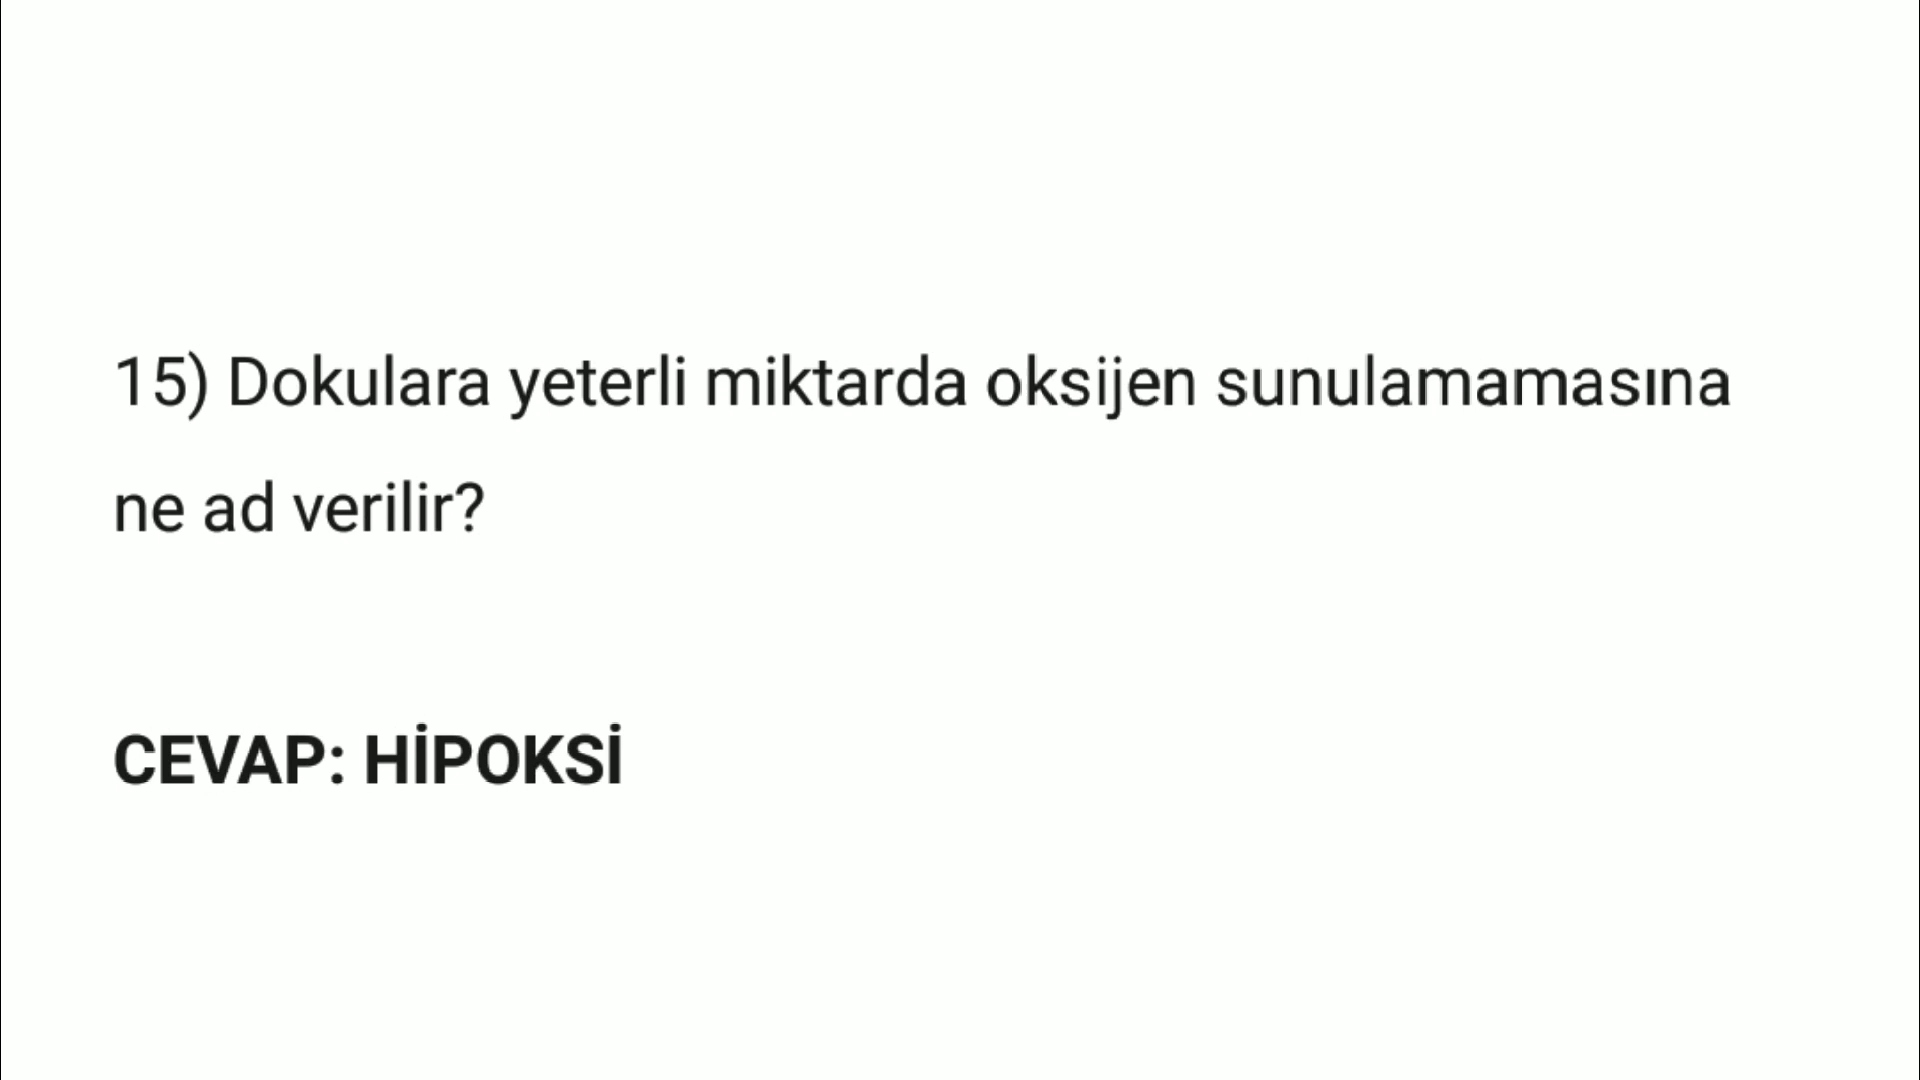 15) Dokulara yeterli miktarda oksijen sunulamamasına
ne ad verilir?
CEVAP: HİPOKSİ